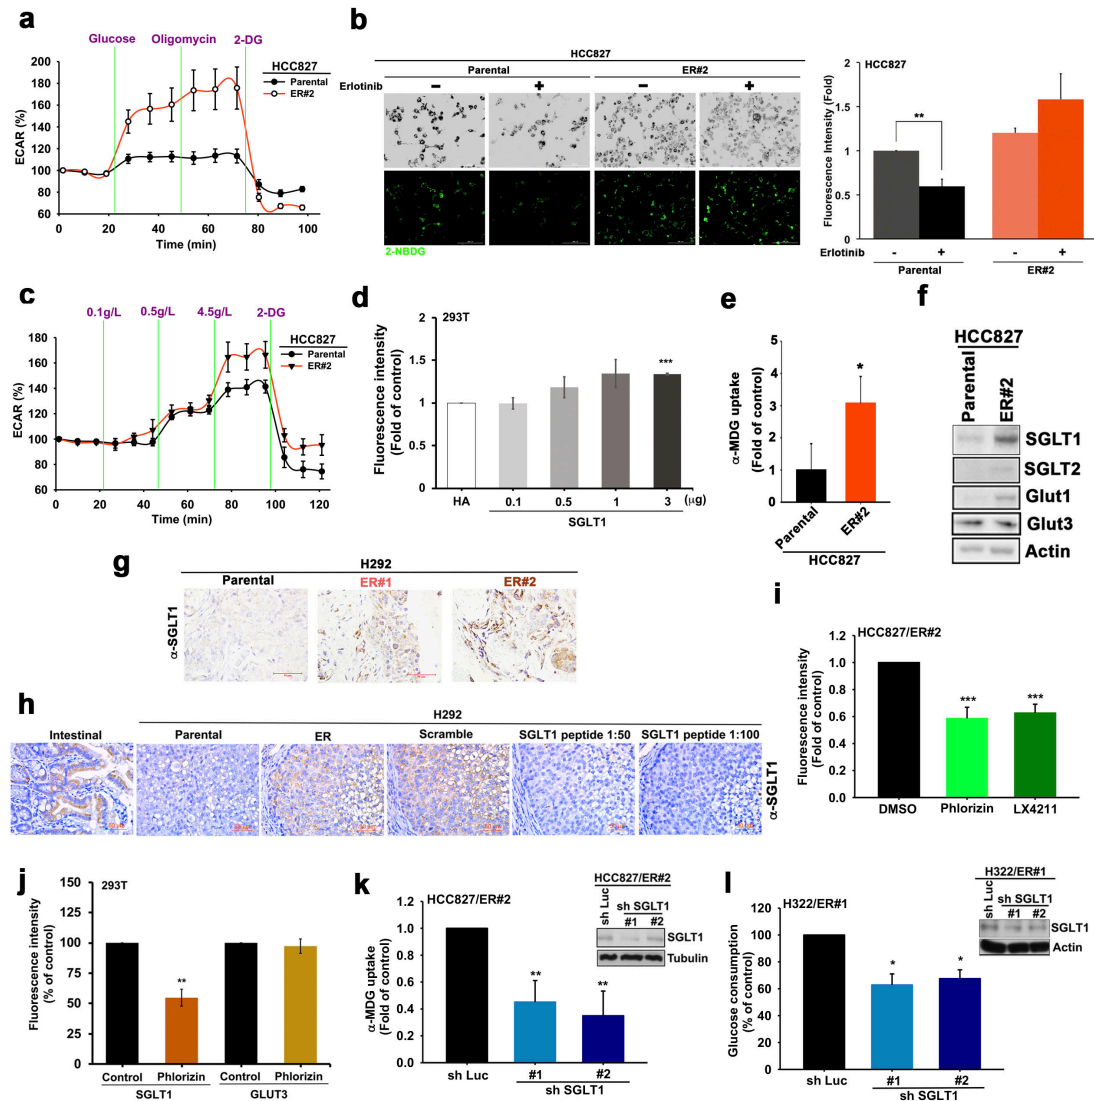 a
Glucose
Oligomycin
2-DG
HCC827
Parental
ER#2
ECAR (%)
200
180
160
140
120
100
80
60
0
20
40
60
80
100
Time (min)
b
HCC827
Parental
ER#2
Erlotinib
−
+
−
+
2-NBDG
HCC827
Fluorescence Intensity (Fold)
2
1.5
1
0.5
0
**
Erlotinib
-
+
-
+
Parental
ER#2
c
0.1g/L
0.5g/L
4.5g/L
2-DG
HCC827
Parental
ER#2
ECAR (%)
180
160
140
120
100
80
60
0
20
40
60
80
100
120
Time (min)
d
293T
Fluorescence intensity
(Fold of control)
2
1.5
1
0.5
0
***
HA
0.1
0.5
1
3
(μg)
SGLT1
e
α-MDG uptake
(Fold of control)
5
4
3
2
1
0
*
Parental
ER#2
HCC827
f
HCC827
Parental
ER#2
SGLT1
SGLT2
Glut1
Glut3
Actin
g
H292
Parental
ER#1
ER#2
α-SGLT1
h
H292
Intestinal
Parental
ER
Scramble
SGLT1 peptide 1:50
SGLT1 peptide 1:100
α-SGLT1
i
HCC827/ER#2
Fluorescence intensity
(Fold of control)
1.2
1.0
0.8
0.6
0.4
0.2
0.0
***
***
DMSO
Phlorizin
LX4211
j
293T
Fluorescence intensity
(% of control)
150
125
100
75
50
25
0
**
Control
Phlorizin
Control
Phlorizin
SGLT1
GLUT3
k
HCC827/ER#2
α-MDG uptake
(Fold of control)
1.2
1.0
0.8
0.6
0.4
0.2
0.0
**
**
sh Luc
#1
#2
sh SGLT1
HCC827/ER#2
sh Luc
sh SGLT1
#1
#2
SGLT1
Tubulin
l
H322/ER#1
Glucose consumption
(% of control)
120
100
80
60
40
20
0
*
*
sh Luc
#1
#2
sh SGLT1
H322/ER#1
sh Luc
sh SGLT1
#1
#2
SGLT1
Actin